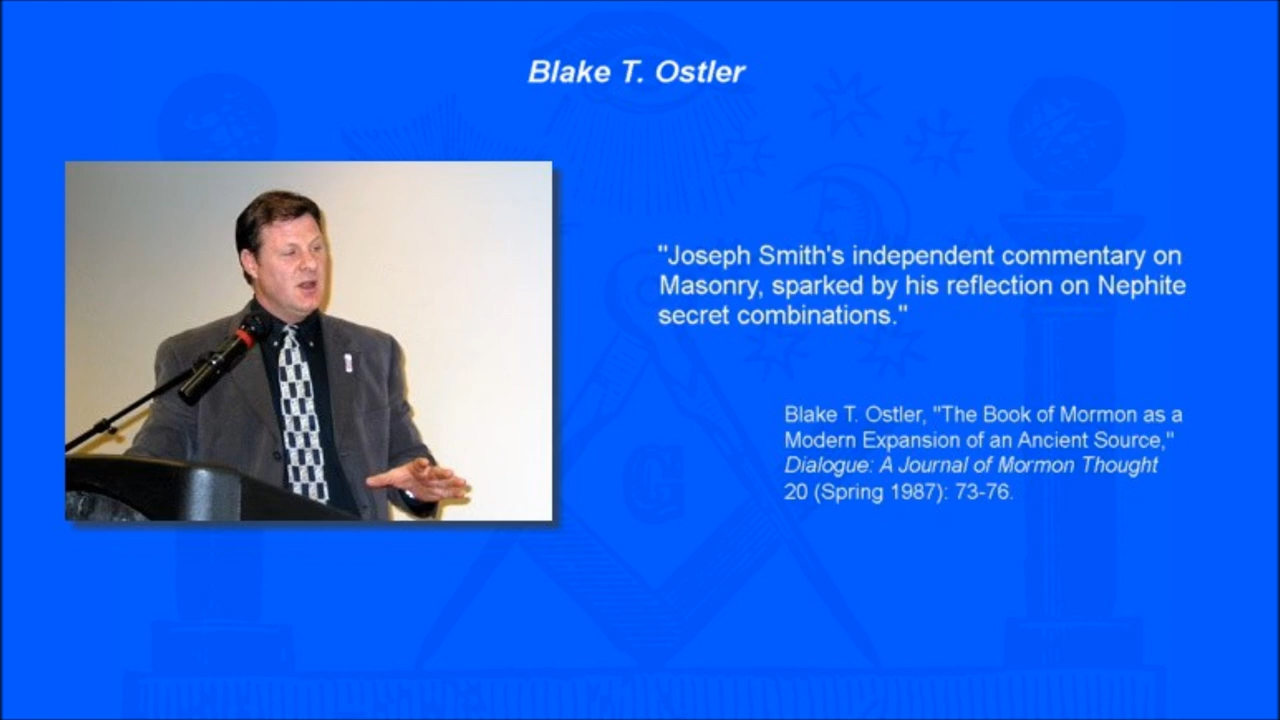 Blake T. Ostler
"Joseph Smith's independent commentary on
Masonry, sparked by his reflection on Nephite
secret combinations."
Blake T. Ostler, "The Book of Mormon as a
Modern Expansion of an Ancient Source,"
Dialogue: A Journal of Mormon Thought
20 (Spring 1987): 73-76.
G